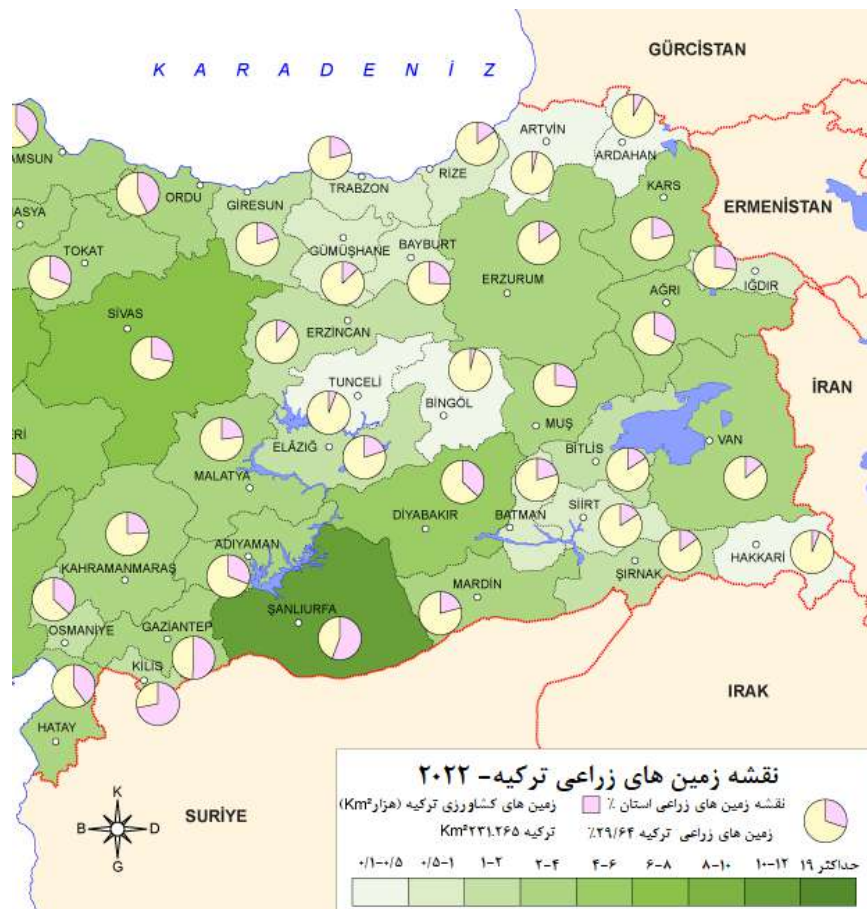 K A R A D E N İ Z
GÜRCİSTAN
ARTVİN
ARDAHAN
AMSUN
ORDU
GİRESUN
TRABZON
RİZE
KARS
ERMENİSTAN
ASYA
TOKAT
GÜMÜŞHANE
BAYBURT
ERZURUM
IĞDIR
AĞRI
SİVAS
ERZİNCAN
TUNCELİ
BİNGÖL
MUŞ
İRAN
ERİ
ELÂZIĞ
BİTLİS
VAN
MALATYA
DİYABAKIR
BATMAN
SİİRT
HAKKARİ
ADIYAMAN
KAHRAMANMARAŞ
ŞIRNAK
MARDİN
ŞANLIURFA
GAZİANTEP
OSMANİYE
KİLİS
HATAY
IRAK
SURİYE
K
B D
G
نقشه زمین های زراعی ترکیه- ۲۰۲۲
نقشه زمین های زراعی استان ٪ زمین های کشاورزی ترکیه (هزارKm²)
زمین های زراعی ترکیه ۲۹/۶۴٪ ترکیه ۲۳۱.۲۶۵Km²
۰/۱-۰/۵ ۰/۵-۱ ۱-۲ ۲-۴ ۴-۶ ۶-۸ ۸-۱۰ ۱۰-۱۲ حداکثر ۱۹